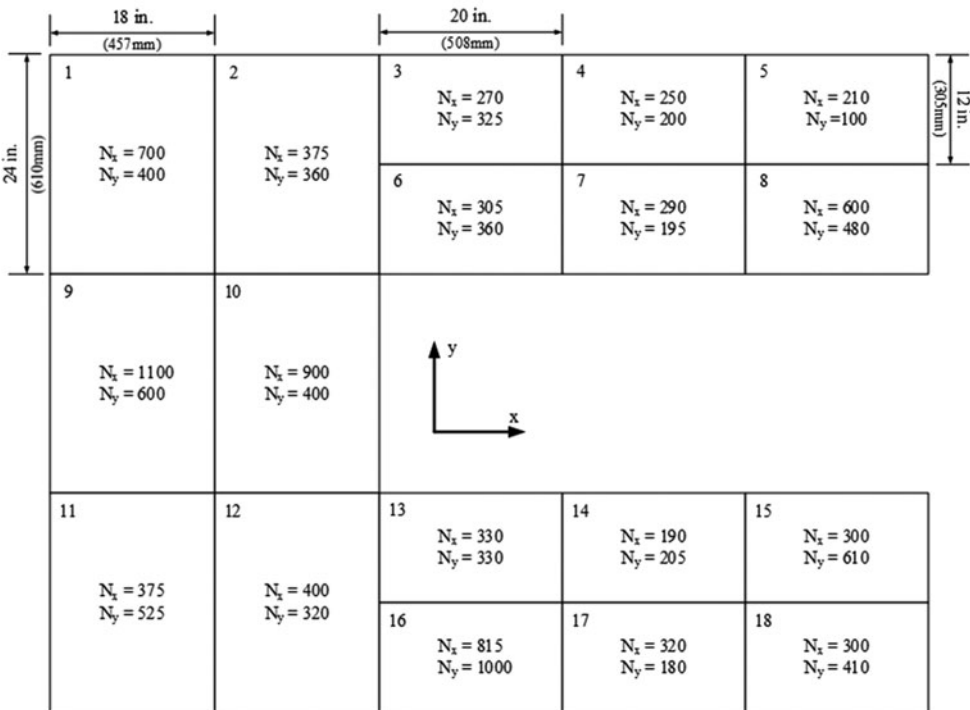 18 in.
(457mm)
20 in.
(508mm)
24 in.
(610mm)
12 in.
(305mm)
1
N_x = 700
N_y = 400
2
N_x = 375
N_y = 360
3
N_x = 270
N_y = 325
4
N_x = 250
N_y = 200
5
N_x = 210
N_y =100
6
N_x = 305
N_y = 360
7
N_x = 290
N_y = 195
8
N_x = 600
N_y = 480
9
N_x = 1100
N_y = 600
10
N_x = 900
N_y = 400
y
x
11
N_x = 375
N_y = 525
12
N_x = 400
N_y = 320
13
N_x = 330
N_y = 330
14
N_x = 190
N_y = 205
15
N_x = 300
N_y = 610
16
N_x = 815
N_y = 1000
17
N_x = 320
N_y = 180
18
N_x = 300
N_y = 410